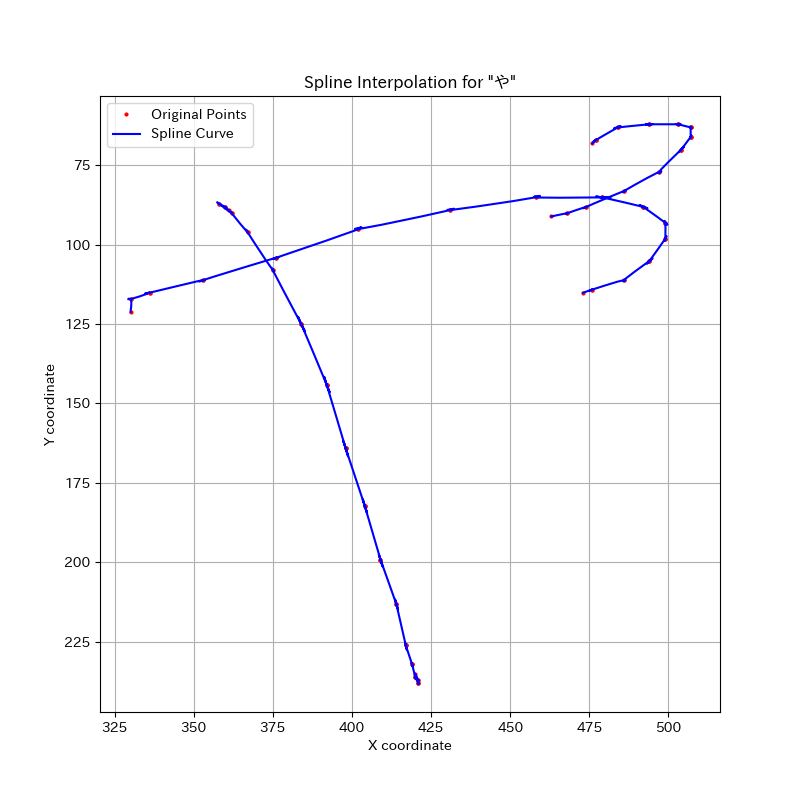 Spline Interpolation for "や"
Original Points
Spline Curve
75
100
125
150
175
200
225
Y coordinate
325 350 375 400 425 450 475 500
X coordinate